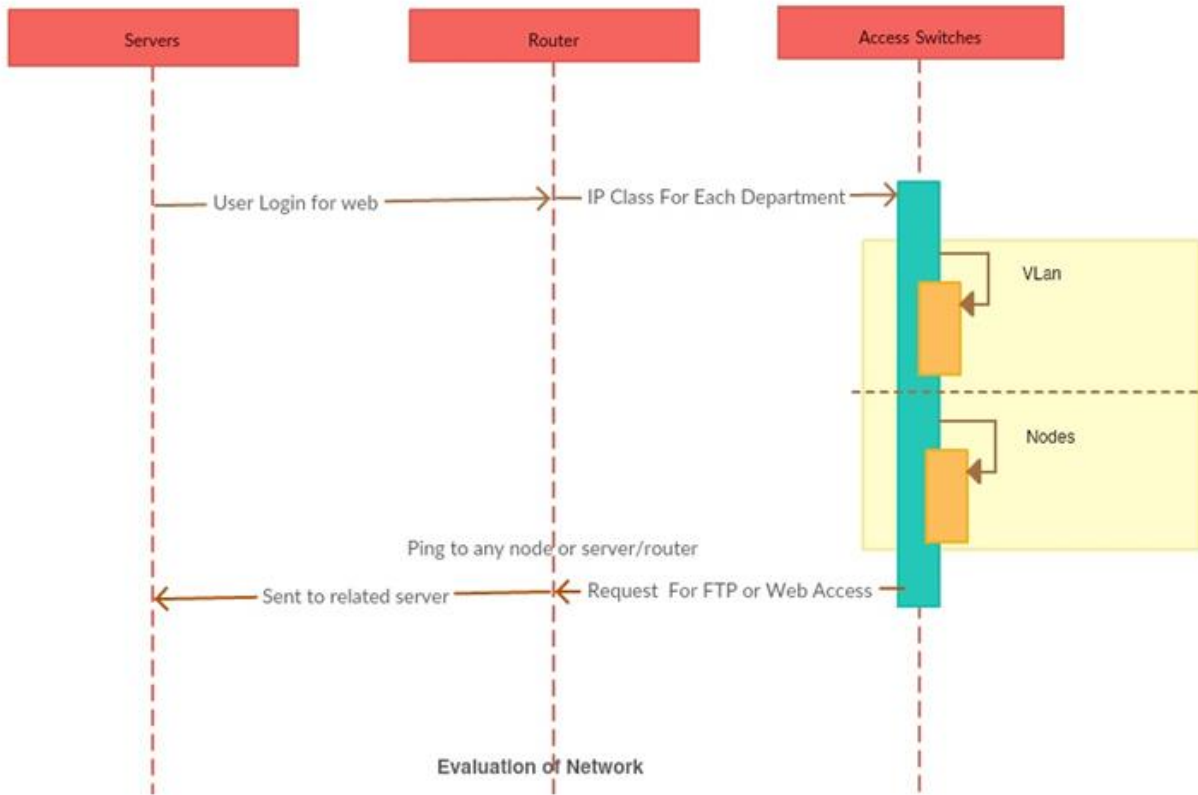 Servers
Router
Access Switches
User Login for web
IP Class For Each Department
VLan
Nodes
Ping to any node or server/router
Sent to related server
Request For FTP or Web Access
Evaluation of Network